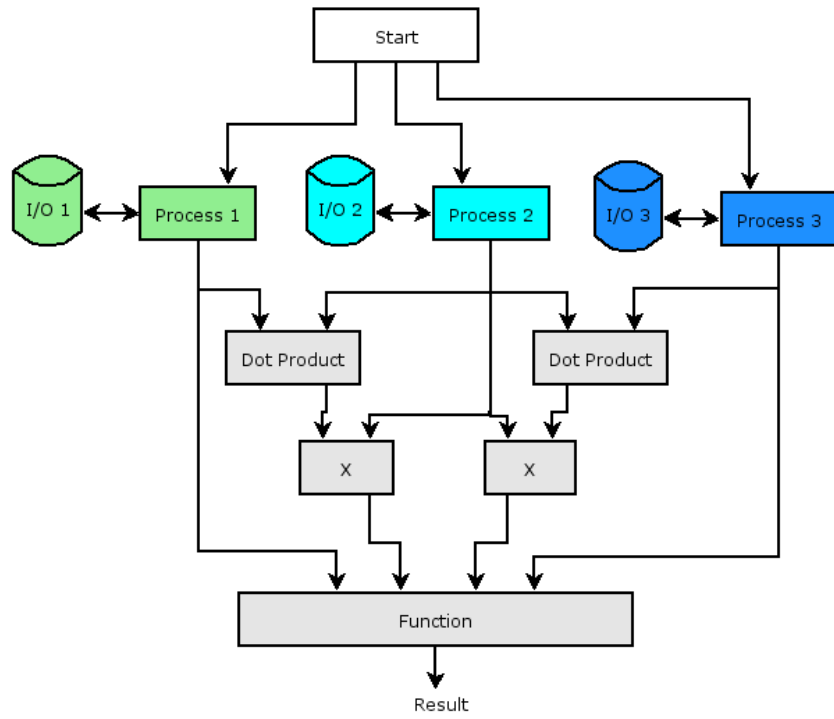 Start
I/O 1
Process 1
I/O 2
Process 2
I/O 3
Process 3
Dot Product
Dot Product
X
X
Function
Result